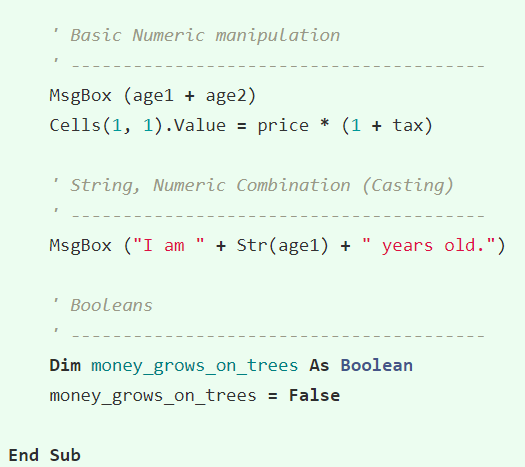 ' Basic Numeric manipulation
' ----------------------------------------
MsgBox (age1 + age2)
Cells(1, 1).Value = price * (1 + tax)
' String, Numeric Combination (Casting)
' ----------------------------------------
MsgBox ("I am " + Str(age1) + " years old.")
' Booleans
' ----------------------------------------
Dim money_grows_on_trees As Boolean
money_grows_on_trees = False
End Sub